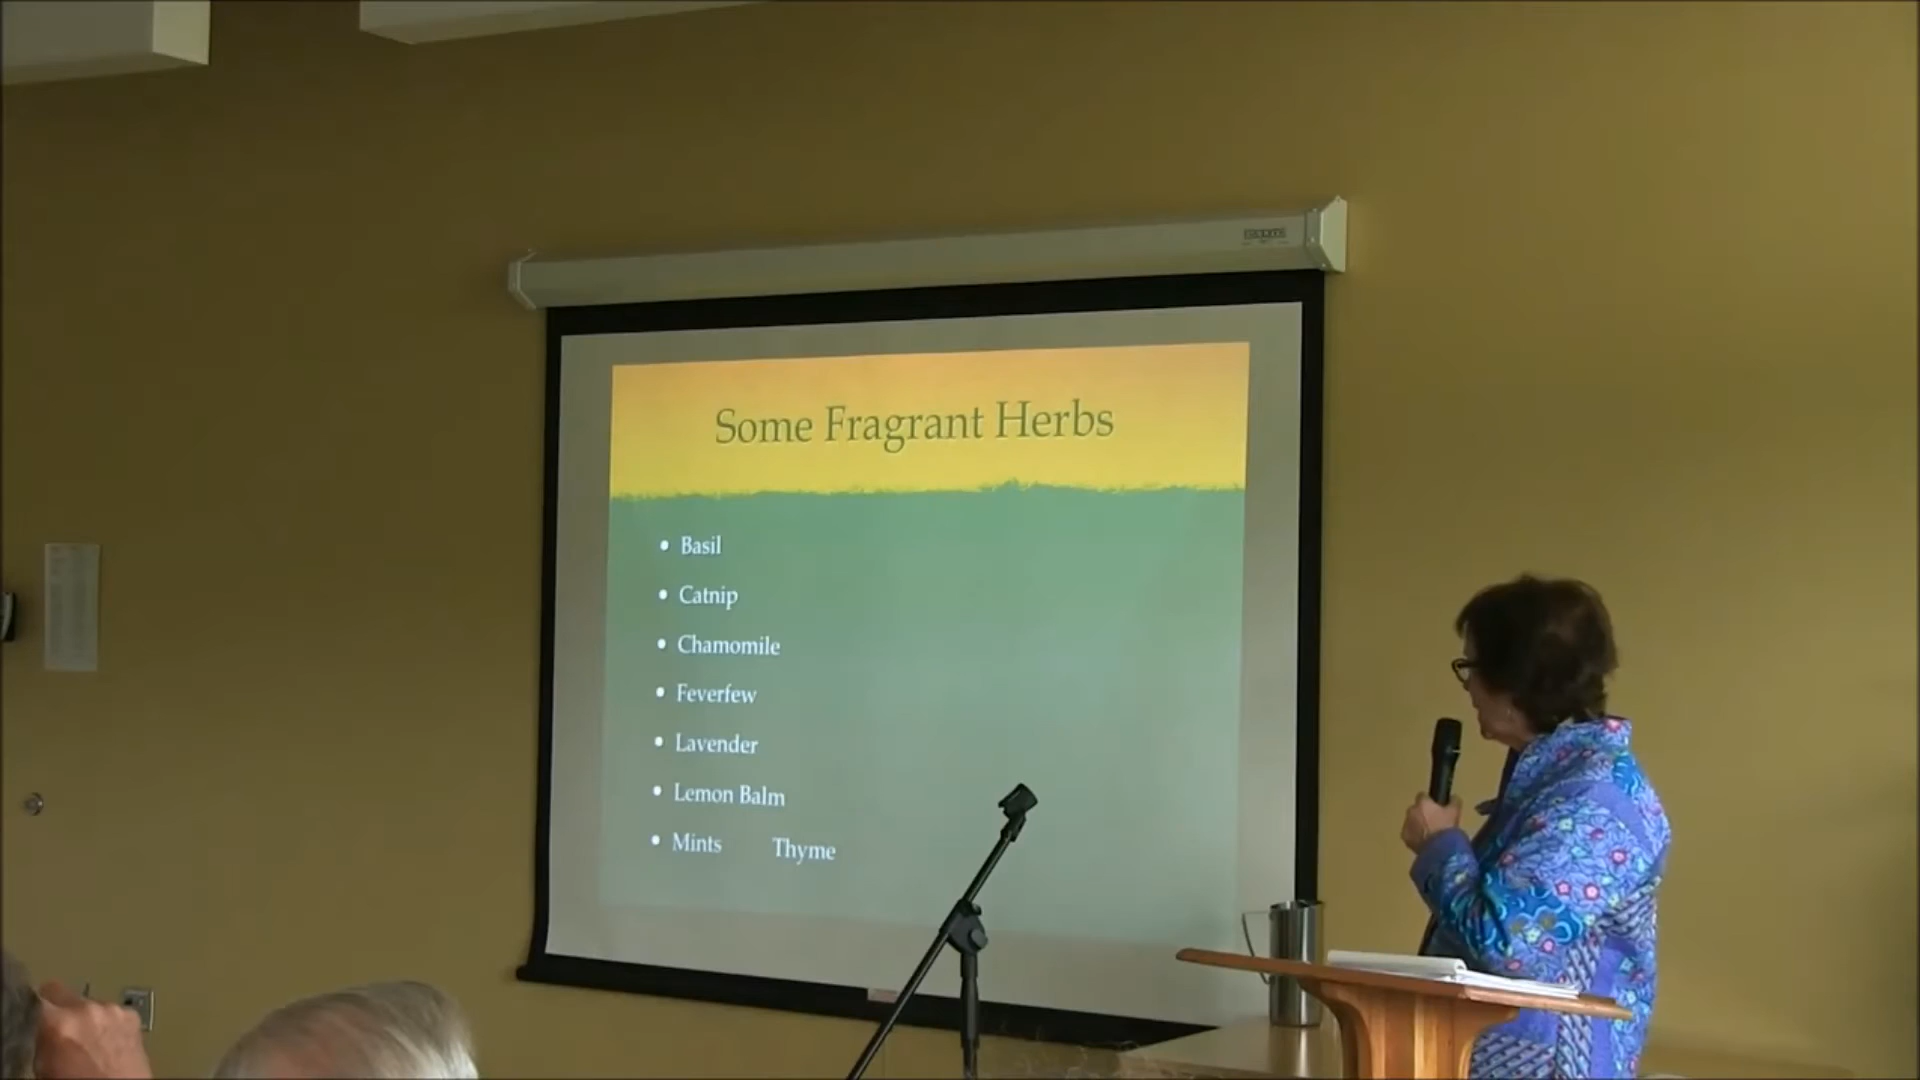 Some Fragrant Herbs
• Basil
• Catnip
• Chamomile
• Feverfew
• Lavender
• Lemon Balm
• Mints Thyme